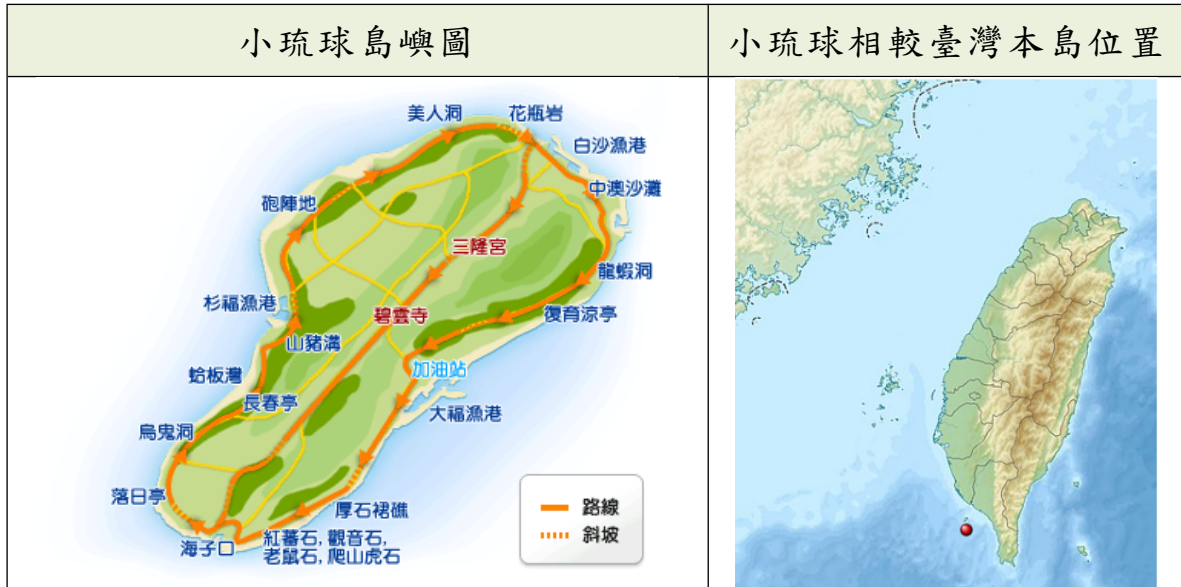 小琉球島嶼圖
小琉球相較臺灣本島位置
美人洞
花瓶岩
白沙漁港
中澳沙灘
砲陣地
三隆宮
龍蝦洞
杉福漁港
碧雲寺
復育涼亭
山豬溝
蛤板灣
加油站
長春亭
大福漁港
烏鬼洞
落日亭
厚石裙礁
路線
斜坡
海子口
紅蕃石, 觀音石,
老鼠石, 爬山虎石